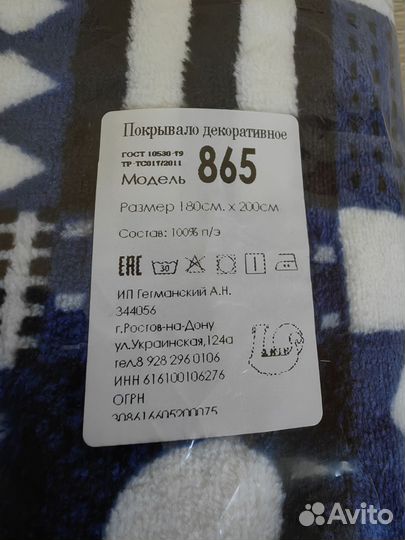 Покрывало декоративное
ГОСТ 10530-79
ТР ТС017/2011
Модель 865
Размер 180см. х 200см
Состав: 100% п/э
EAC 30
ИП Гегманский А.Н.
344056
г.Ростов-на-Дону
ул.Украинская,124а
тел.8 928 296 0106
ИНН 616100106276
ОГРН
308616605200075
Avito